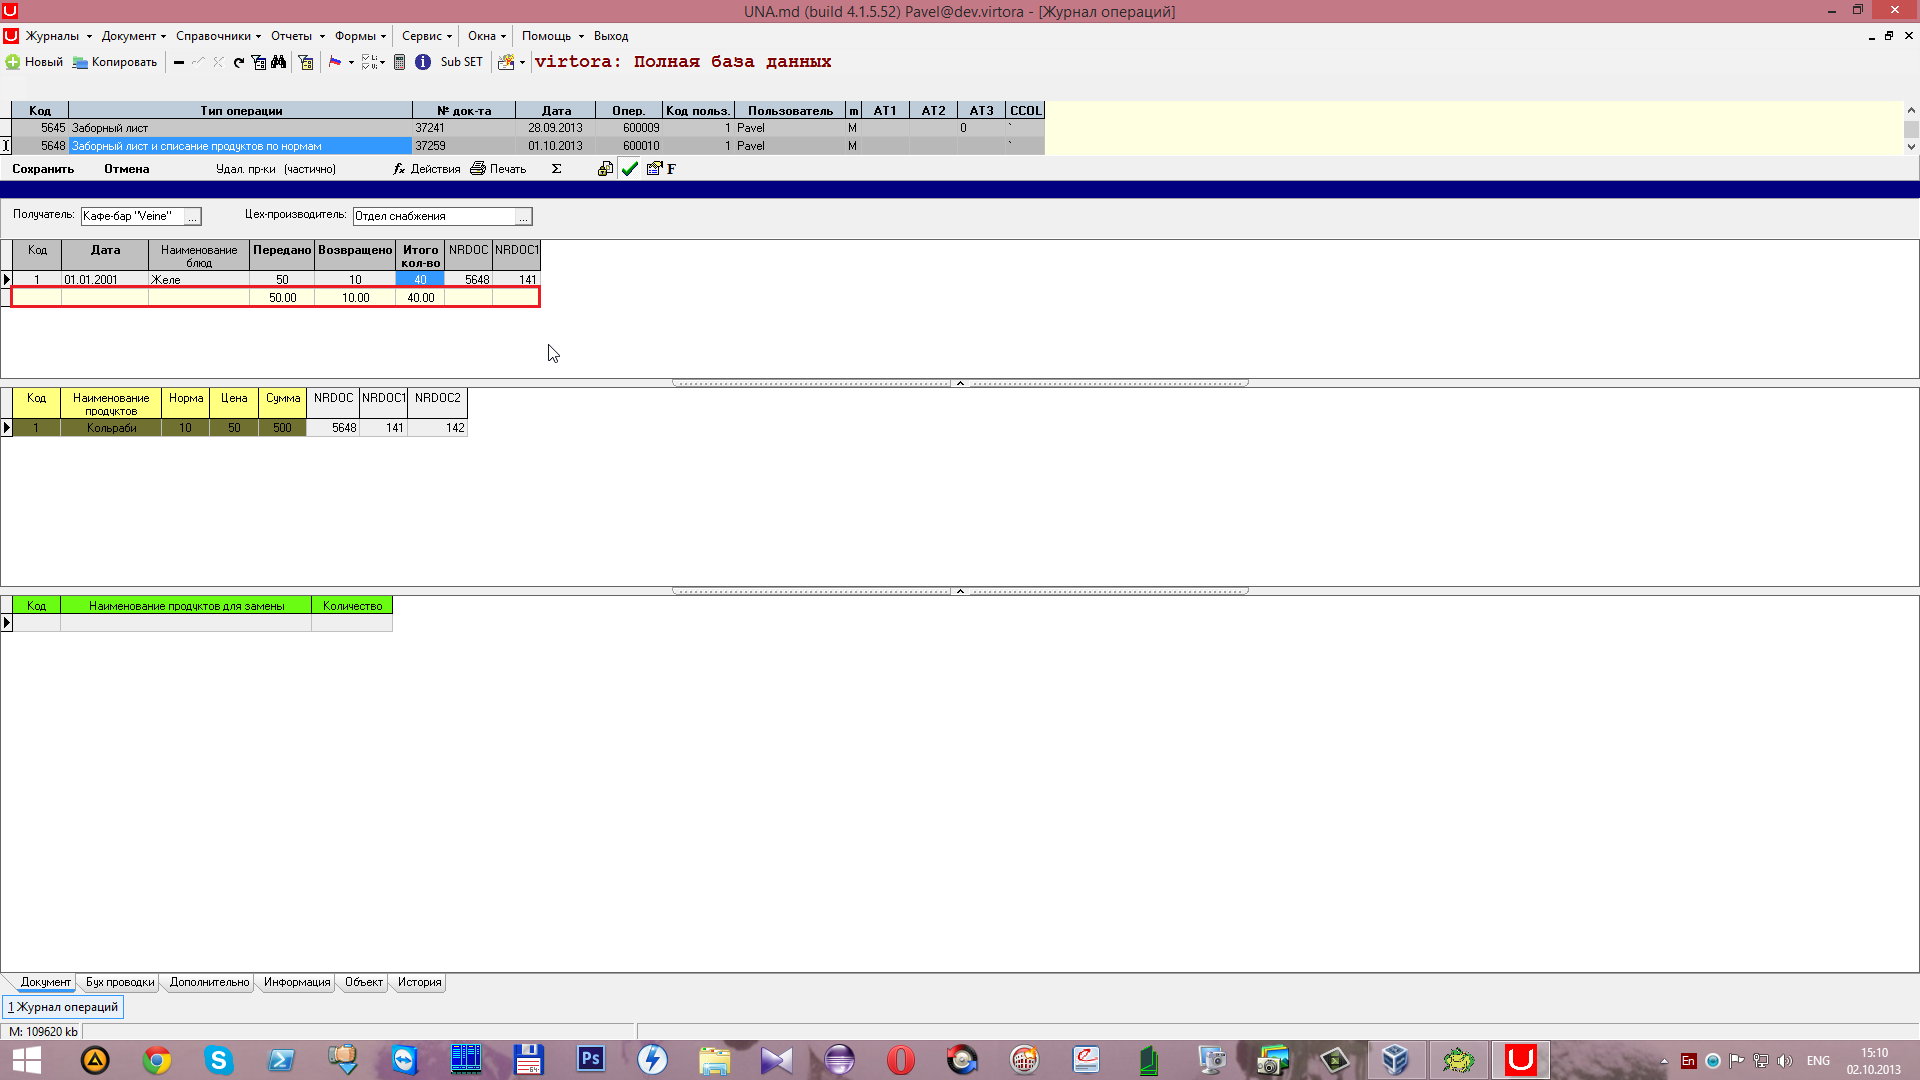 UNA.md (build 4.1.5.52) Pavel@dev.virtora - [Журнал операций]
Журналы Документ Справочники Отчеты Формы Сервис Окна Помощь Выход
Новый Копировать Sub SET virtora: Полная база данных
Код Тип операции № док-та Дата Опер. Код польз. Пользователь m AT1 AT2 AT3 CCOL
5645 Заборный лист 37241 28.09.2013 600009 1 Pavel M 0 `
5648 Заборный лист и списание продуктов по нормам 37259 01.10.2013 600010 1 Pavel M `
Сохранить Отмена Удал. пр-ки (частично) fx Действия Печать Σ F
Получатель: Кафе-бар "Veine" ... Цех-производитель: Отдел снабжения ...
Код Дата Наименование блюд Передано Возвращено Итого кол-во NRDOC NRDOC1
1 01.01.2001 Желе 50 10 40 5648 141
50.00 10.00 40.00
Код Наименование продуктов Норма Цена Сумма NRDOC NRDOC1 NRDOC2
1 Кольраби 10 50 500 5648 141 142
Код Наименование продуктов для замены Количество
Документ Бух проводки Дополнительно Информация Объект История
1 Журнал операций
M: 109620 kb
Ps 64 En ENG 15:10
02.10.2013